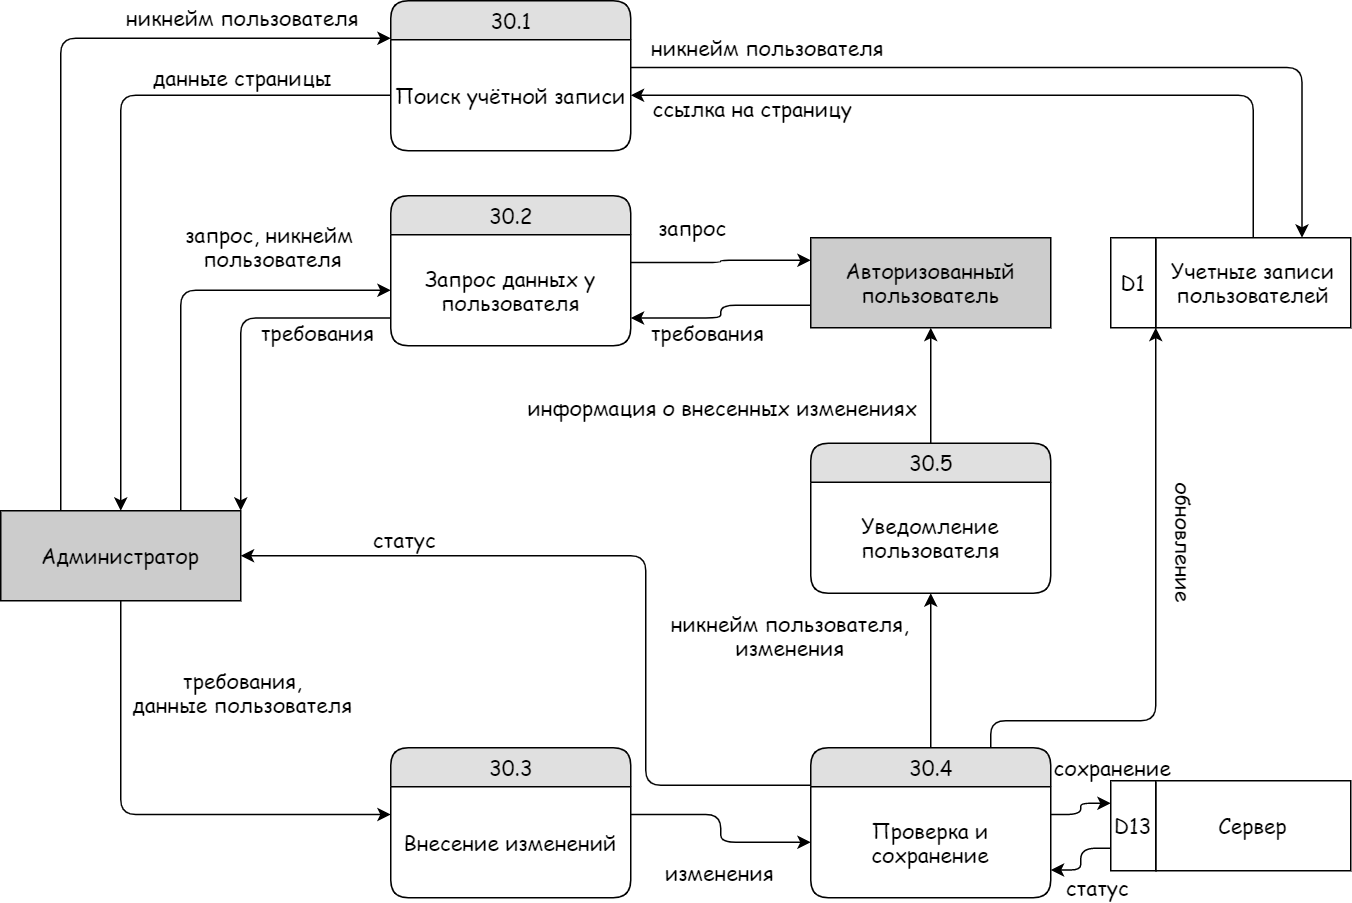 никнейм пользователя
30.1
никнейм пользователя
данные страницы
Поиск учётной записи
ссылка на страницу
30.2
запрос
запрос, никнейм
пользователя
Запрос данных у
пользователя
Авторизованный
пользователь
D1
Учетные записи
пользователей
требования
требования
информация о внесенных изменениях
30.5
Уведомление
пользователя
обновление
статус
Администратор
никнейм пользователя,
изменения
требования,
данные пользователя
30.3
30.4
сохранение
Внесение изменений
Проверка и
сохранение
D13
Сервер
изменения
статус